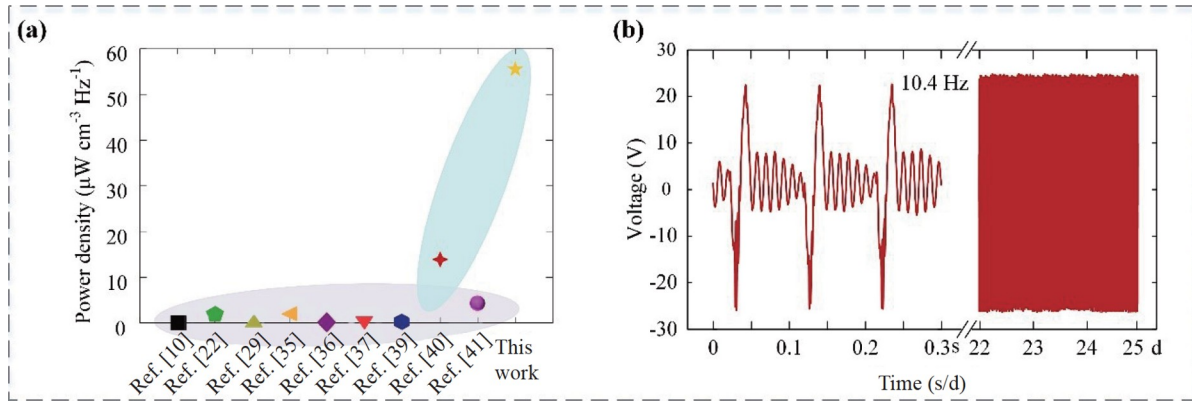 (a)
Power density (μW cm⁻³ Hz⁻¹)
60
50
40
30
20
10
0
Ref. [10]
Ref. [22]
Ref. [29]
Ref. [35]
Ref. [36]
Ref. [37]
Ref. [39]
Ref. [40]
Ref. [41]
This
work
(b)
Voltage (V)
30
20
10
0
-10
-20
-30
10.4 Hz
0 0.1 0.2 0.3s 22 23 24 25 d
Time (s/d)